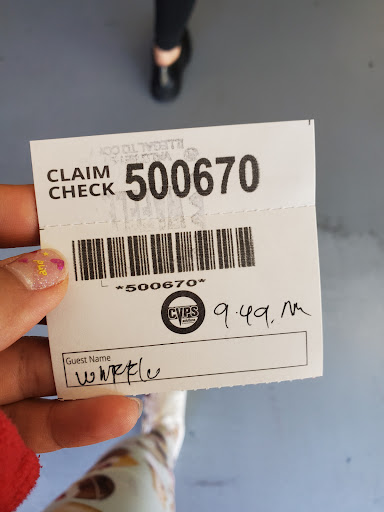 CLAIM
CHECK 500670
*500670*
CVPS
9.49.
Guest Name